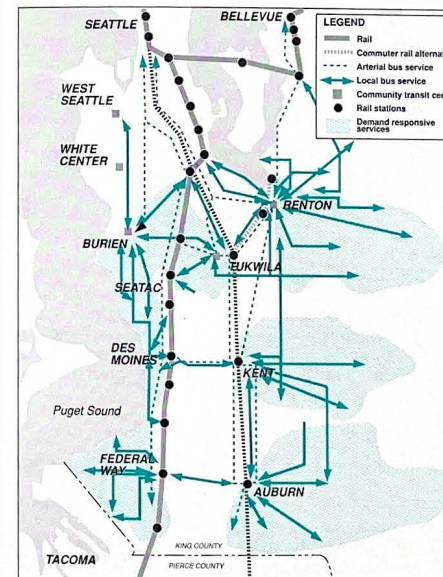 SEATTLE
BELLEVUE
LEGEND
Rail
Commuter rail alternat
Arterial bus service
Local bus service
Community transit cen
Rail stations
Demand responsive
services
WEST
SEATTLE
WHITE
CENTER
RENTON
BURIEN
TUKWILA
SEATAC
DES
MOINES
KENT
Puget Sound
FEDERAL
WAY
AUBURN
KING COUNTY
TACOMA
PIERCE COUNTY